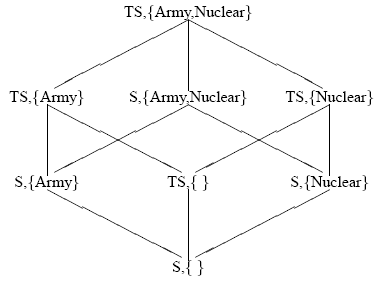 TS,{Army,Nuclear}
TS,{Army} S,{Army,Nuclear} TS,{Nuclear}
S,{Army} TS,{ } S,{Nuclear}
S,{ }